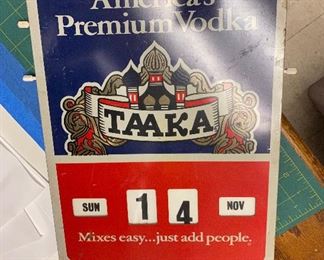 America's
Premium Vodka
TAAKA
SUN 1 4 NOV
Mixes easy...just add people.